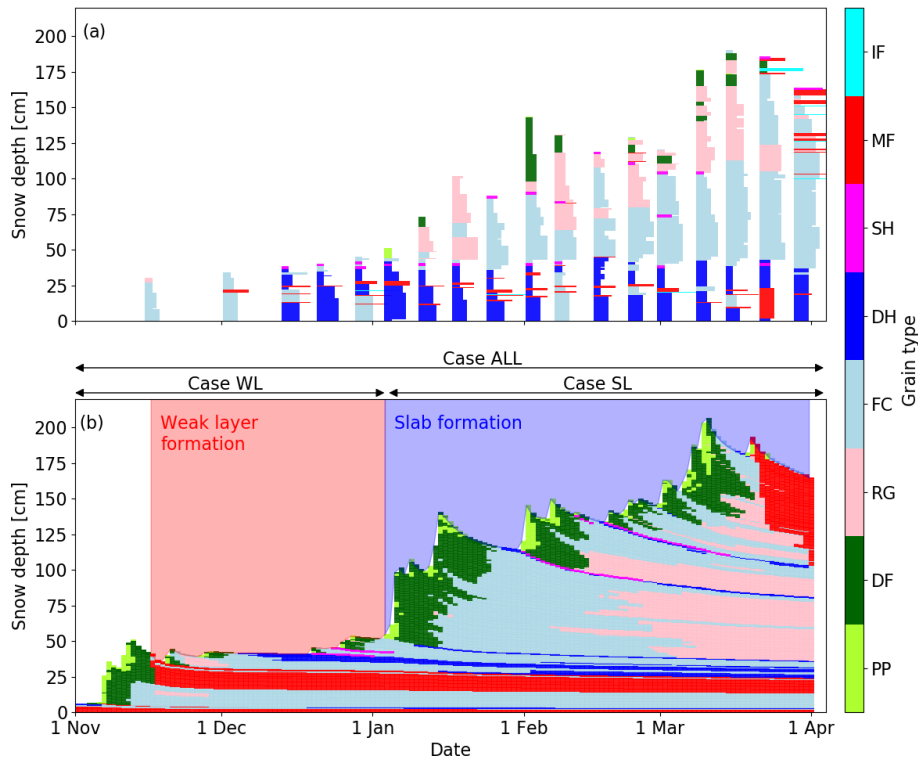 (a)
200
175
150
125
100
75
50
25
0
Snow depth [cm]
Case ALL
Case WL
Case SL
(b)
Weak layer
formation
Slab formation
200
175
150
125
100
75
50
25
0
Snow depth [cm]
1 Nov
1 Dec
1 Jan
1 Feb
1 Mar
1 Apr
Date
IF
MF
SH
DH
FC
RG
DF
PP
Grain type